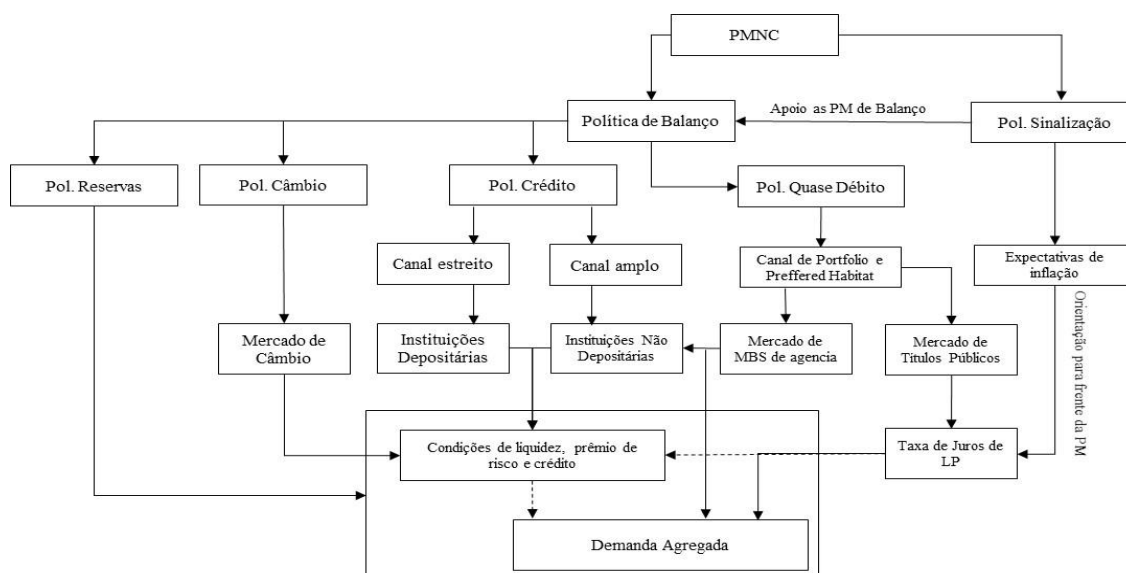 PMNC
Política de Balanço
Apoio as PM de Balanço
Pol. Sinalização
Pol. Reservas
Pol. Câmbio
Pol. Crédito
Pol. Quase Débito
Canal estreito
Canal amplo
Canal de Portfolio e
Preffered Habitat
Expectativas de
inflação
Mercado de
Câmbio
Instituições
Depositárias
Instituições Não
Depositárias
Mercado de
MBS de agencia
Mercado de
Títulos Públicos
Orientação para frente da PM
Condições de liquidez, prêmio de
risco e crédito
Taxa de Juros de
LP
Demanda Agregada